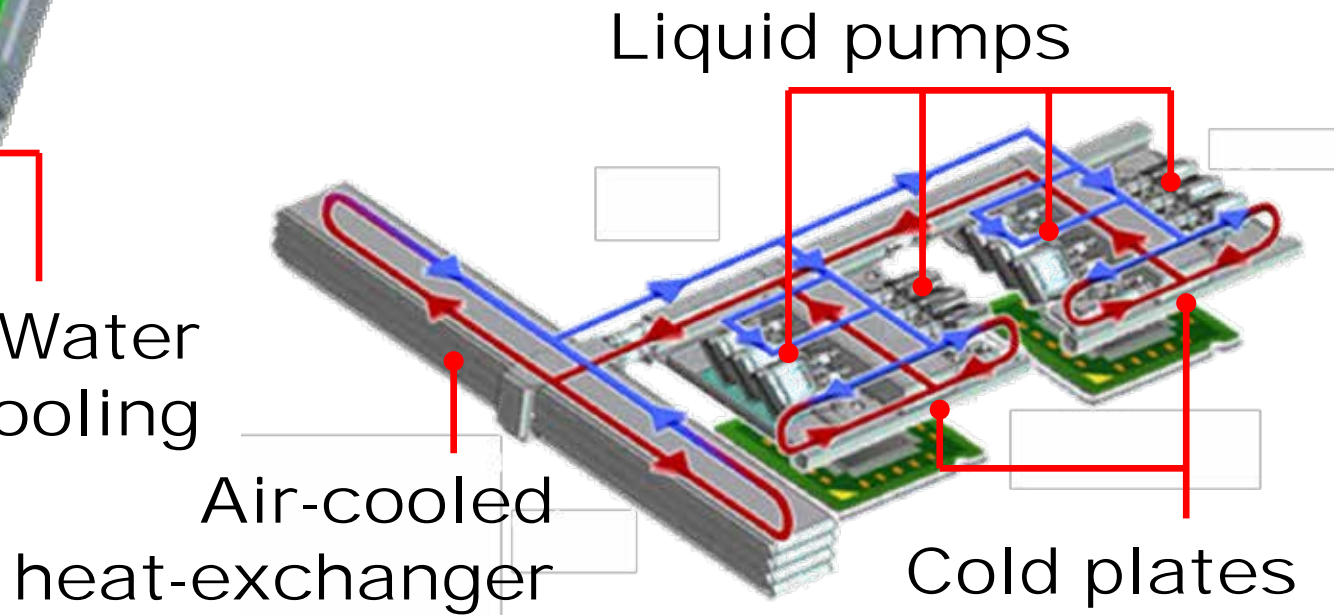 Liquid pumps
Water
ooling
Air-cooled
heat-exchanger
Cold plates